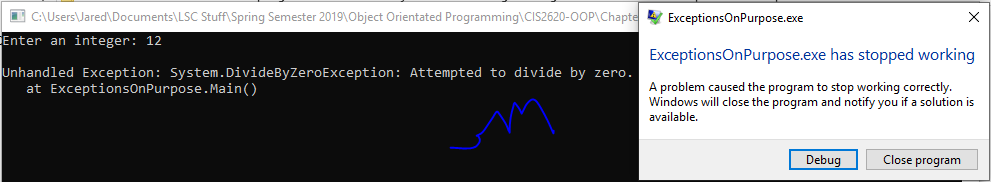 C:\Users\Jared\Documents\LSC Stuff\Spring Semester 2019\Object Orientated Programming\CIS2620-OOP\Chapte
Enter an integer: 12
Unhandled Exception: System.DivideByZeroException: Attempted to divide by zero.
at ExceptionsOnPurpose.Main()
ExceptionsOnPurpose.exe
ExceptionsOnPurpose.exe has stopped working
A problem caused the program to stop working correctly.
Windows will close the program and notify you if a solution is
available.
Debug
Close program